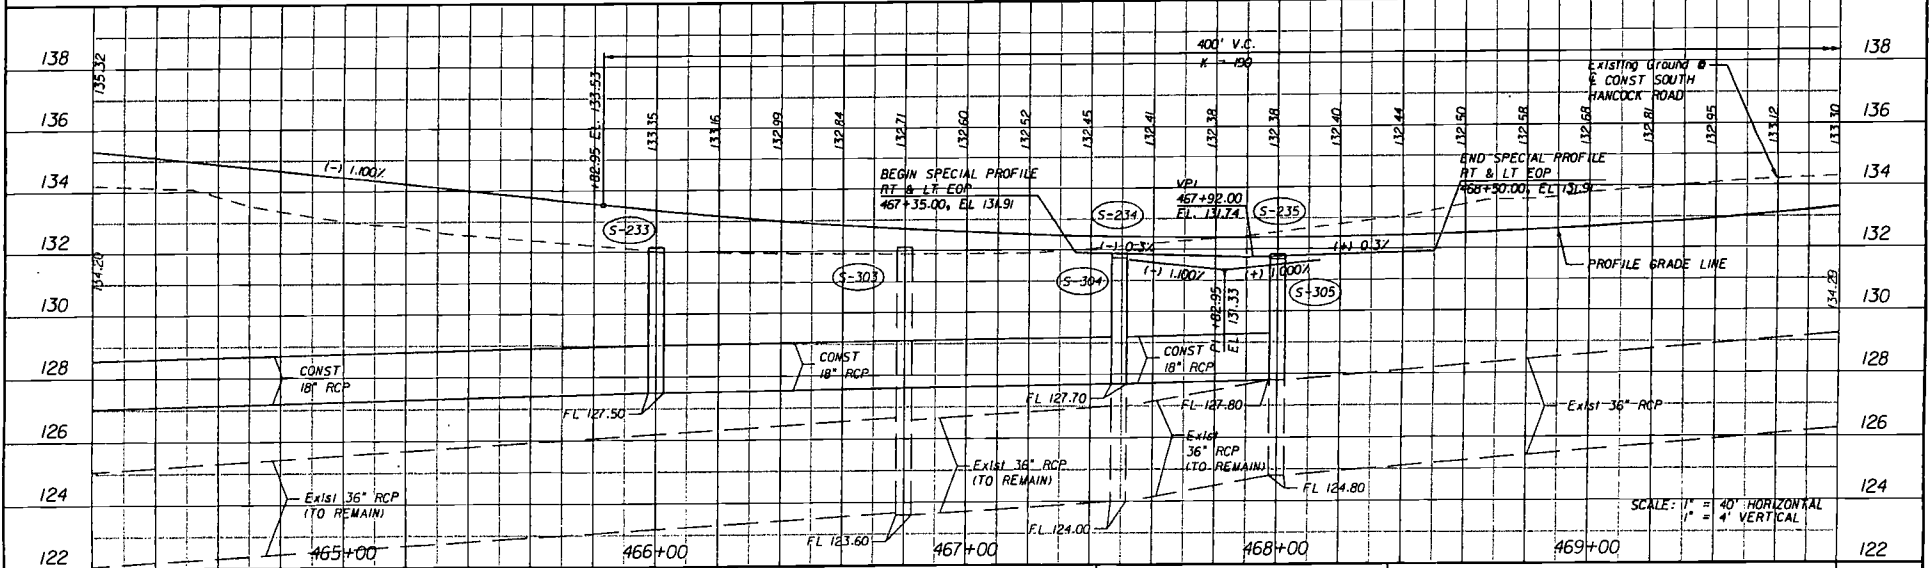 400' V.C.
K = 190
138
138
135.32
+82.95 EL. 133.53
Existing Ground @
℄ CONST SOUTH
HANCOCK ROAD
136
136
133.35
133.16
132.99
132.84
132.71
132.60
132.52
132.45
132.41
132.38
132.38
132.40
132.44
132.50
132.58
132.68
132.81
132.95
133.12
133.30
(-) 1.100%
BEGIN SPECIAL PROFILE
RT & LT EOP
467+35.00, EL 131.91
VPI
467+92.00
EL. 131.74
END SPECIAL PROFILE
RT & LT EOP
468+50.00, EL 131.91
134
134
S-233
S-234
S-235
132
132
134.20
(-) 0.3%
(+) 0.3%
PROFILE GRADE LINE
S-303
S-304
(-) 1.100%
(+) 1.000%
S-305
134.29
130
130
PI +82.95
EL 131.33
128
128
CONST
18" RCP
CONST
18" RCP
CONST
18" RCP
FL 127.50
FL 127.70
FL 127.80
Exist 36" RCP
126
126
Exist 36" RCP
(TO REMAIN)
Exist
36" RCP
(TO REMAIN)
FL 124.80
124
124
Exist 36" RCP
(TO REMAIN)
SCALE: 1" = 40' HORIZONTAL
1" = 4' VERTICAL
FL 123.60
FL 124.00
122
465+00
466+00
467+00
468+00
469+00
122